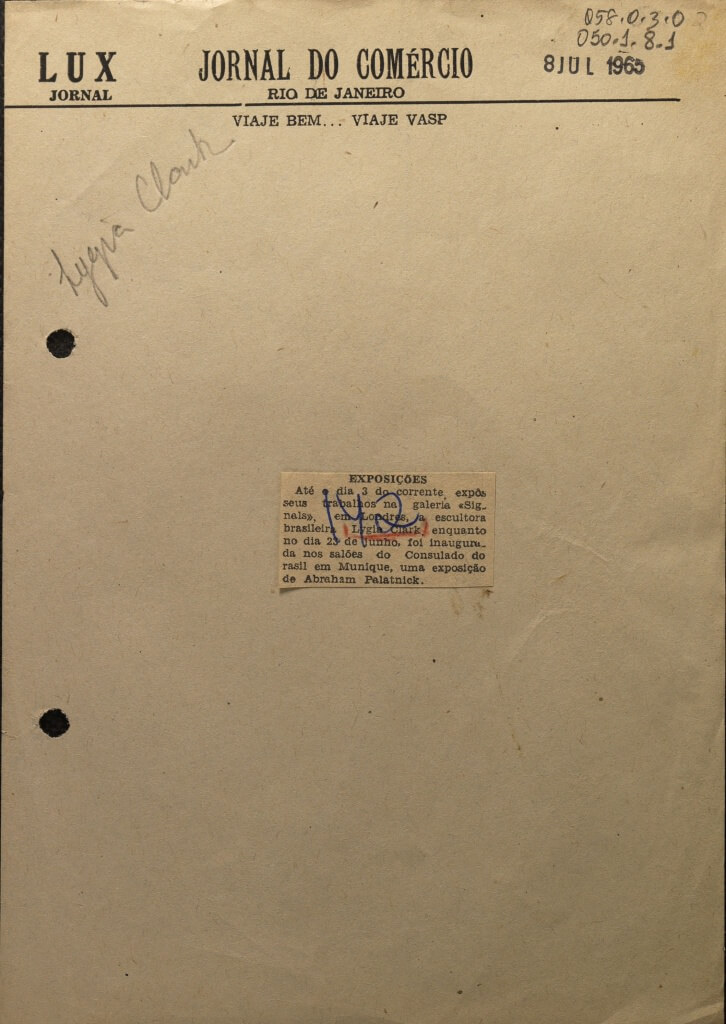 058.0.3.0
050.1.8.1
8 JUL 1965
LUX
JORNAL
JORNAL DO COMÉRCIO
RIO DE JANEIRO
VIAJE BEM... VIAJE VASP
Lygia Clark
EXPOSIÇÕES
Até o dia 3 do corrente, expôs
seus trabalhos na galeria «Sig-
nals», em Londres, a escultora
brasileira Lygia Clark, enquanto
no dia 23 de Junho, foi inaugura-
da nos salões do Consulado do
rasil em Munique, uma exposição
de Abraham Palatnick.
142